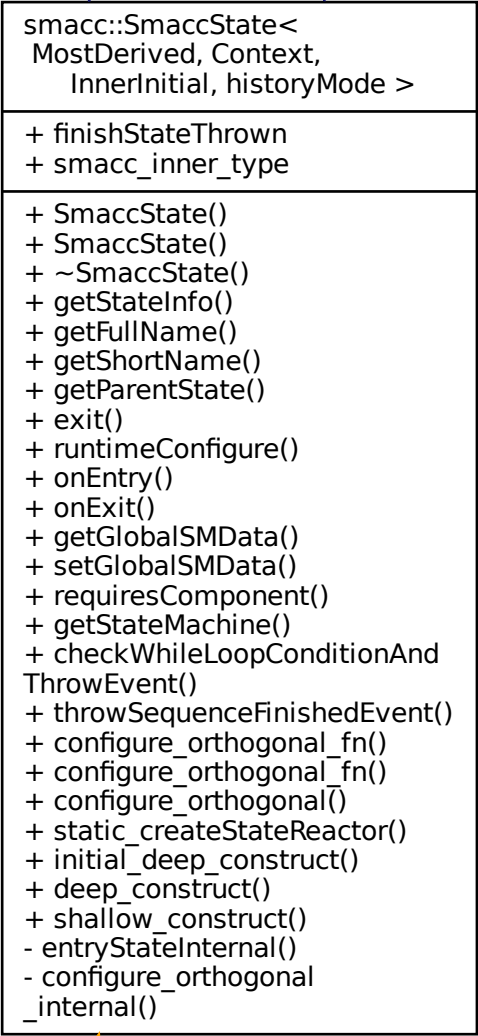 smacc::SmaccState<
MostDerived, Context,
InnerInitial, historyMode >
+ finishStateThrown
+ smacc_inner_type
+ SmaccState()
+ SmaccState()
+ ~SmaccState()
+ getStateInfo()
+ getFullName()
+ getShortName()
+ getParentState()
+ exit()
+ runtimeConfigure()
+ onEntry()
+ onExit()
+ getGlobalSMData()
+ setGlobalSMData()
+ requiresComponent()
+ getStateMachine()
+ checkWhileLoopConditionAnd
ThrowEvent()
+ throwSequenceFinishedEvent()
+ configure_orthogonal_fn()
+ configure_orthogonal_fn()
+ configure_orthogonal()
+ static_createStateReactor()
+ initial_deep_construct()
+ deep_construct()
+ shallow_construct()
- entryStateInternal()
- configure_orthogonal
_internal()